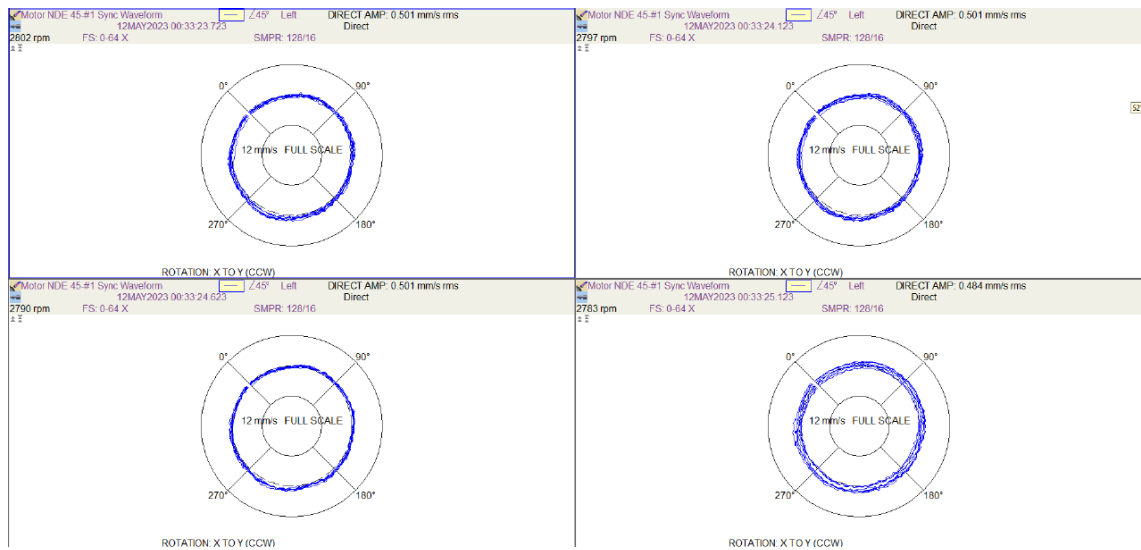 Motor NDE 45-#1 Sync Waveform ∠45° Left DIRECT AMP: 0.501 mm/s rms
12MAY2023 00:33:23.723 Direct
2802 rpm FS: 0-64 X SMPR: 128/16
0° 90°
12 mm/s FULL SCALE
270° 180°
ROTATION: X TO Y (CCW)
Motor NDE 45-#1 Sync Waveform ∠45° Left DIRECT AMP: 0.501 mm/s rms
12MAY2023 00:33:24.123 Direct
2797 rpm FS: 0-64 X SMPR: 128/16
0° 90°
12 mm/s FULL SCALE
270° 180°
ROTATION: X TO Y (CCW)
Motor NDE 45-#1 Sync Waveform ∠45° Left DIRECT AMP: 0.501 mm/s rms
12MAY2023 00:33:24.623 Direct
2790 rpm FS: 0-64 X SMPR: 128/16
0° 90°
12 mm/s FULL SCALE
270° 180°
ROTATION: X TO Y (CCW)
Motor NDE 45-#1 Sync Waveform ∠45° Left DIRECT AMP: 0.484 mm/s rms
12MAY2023 00:33:25.123 Direct
2783 rpm FS: 0-64 X SMPR: 128/16
0° 90°
12 mm/s FULL SCALE
270° 180°
ROTATION: X TO Y (CCW)